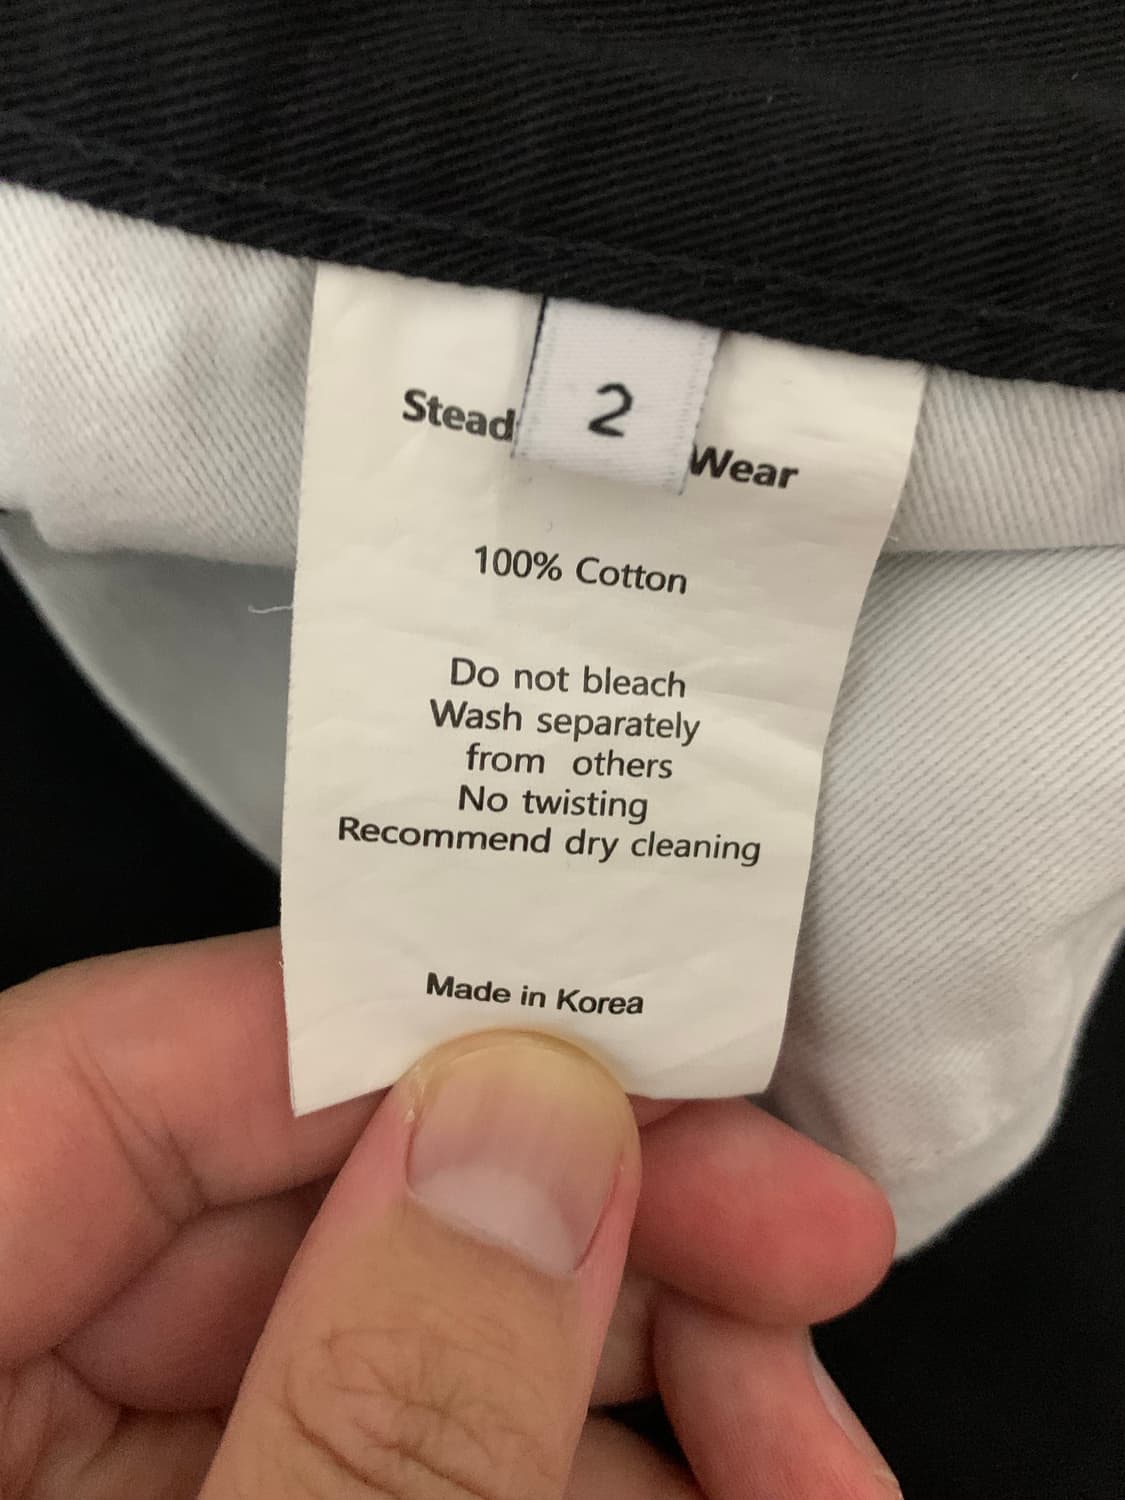 Stead
2
Wear
100% Cotton
Do not bleach
Wash separately
from others
No twisting
Recommend dry cleaning
Made in Korea